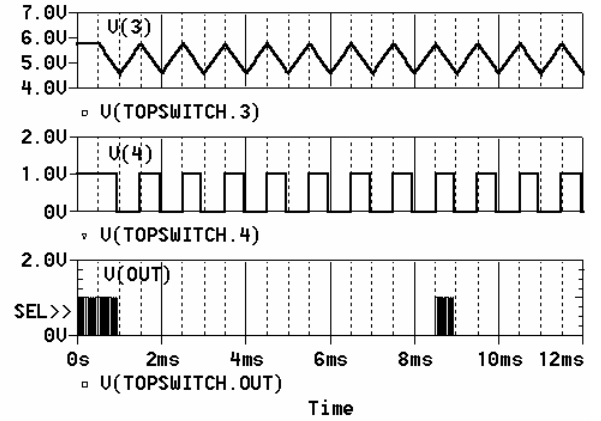 7.0V
V(3)
6.0V
5.0V
4.0V
V(TOPSWITCH.3)
2.0V
V(4)
1.0V
0V
V(TOPSWITCH.4)
2.0V
V(OUT)
SEL>>
0V
0s 2ms 4ms 6ms 8ms 10ms 12ms
V(TOPSWITCH.OUT)
Time